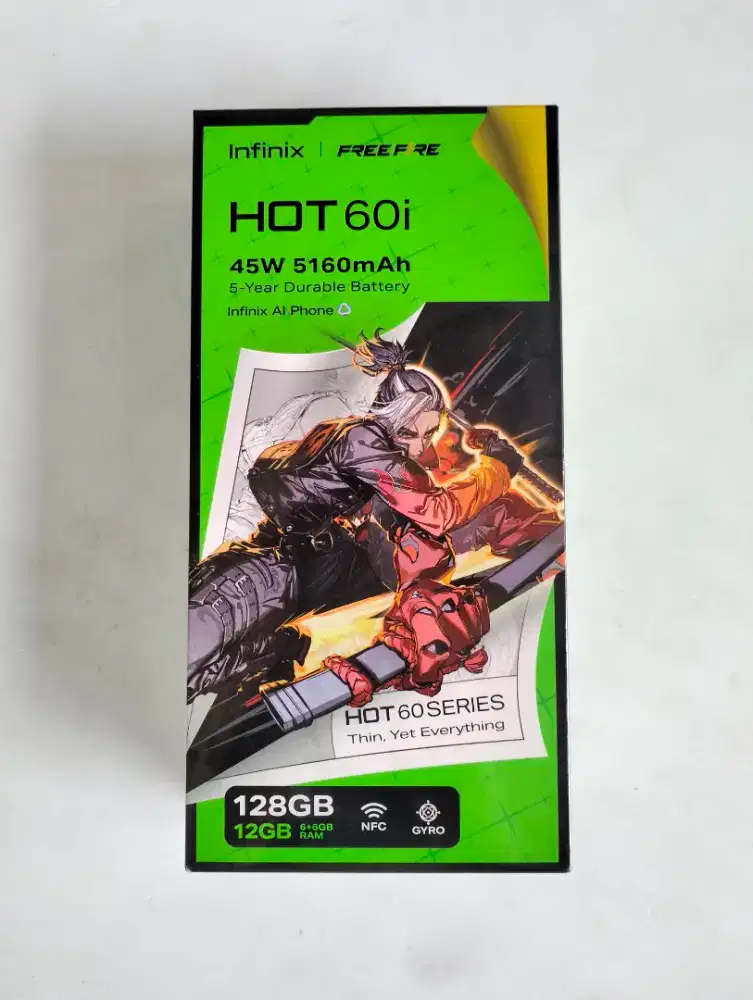 Infinix | FREE FIRE
HOT 60i
45W 5160mAh
5-Year Durable Battery
Infinix AI Phone
HOT 60 SERIES
Thin, Yet Everything
128GB
12GB 6+6GB RAM
NFC
GYRO